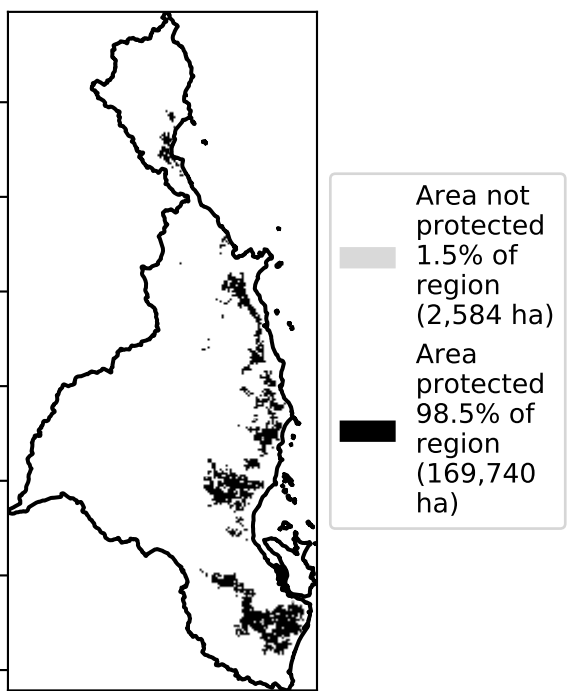 Area not
protected
1.5% of
region
(2,584 ha)
Area
protected
98.5% of
region
(169,740
ha)